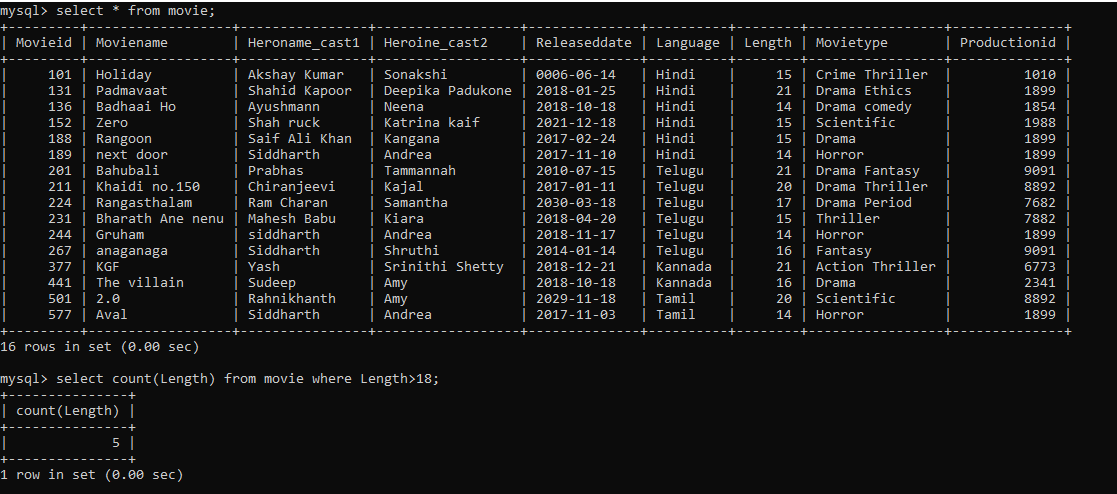 mysql> select * from movie;
+---------+------------------+---------------+-----------------+--------------+----------+--------+-----------------+--------------+
| Movieid | Moviename | Heroname_cast1 | Heroine_cast2 | Releaseddate | Language | Length | Movietype | Productionid |
+---------+------------------+---------------+-----------------+--------------+----------+--------+-----------------+--------------+
| 101 | Holiday | Akshay Kumar | Sonakshi | 0006-06-14 | Hindi | 15 | Crime Thriller | 1010 |
| 131 | Padmavaat | Shahid Kapoor | Deepika Padukone | 2018-01-25 | Hindi | 21 | Drama Ethics | 1899 |
| 136 | Badhaai Ho | Ayushmann | Neena | 2018-10-18 | Hindi | 14 | Drama comedy | 1854 |
| 152 | Zero | Shah ruck | Katrina kaif | 2021-12-18 | Hindi | 15 | Scientific | 1988 |
| 188 | Rangoon | Saif Ali Khan | Kangana | 2017-02-24 | Hindi | 15 | Drama | 1899 |
| 189 | next door | Siddharth | Andrea | 2017-11-10 | Hindi | 14 | Horror | 1899 |
| 201 | Bahubali | Prabhas | Tammannah | 2010-07-15 | Telugu | 21 | Drama Fantasy | 9091 |
| 211 | Khaidi no.150 | Chiranjeevi | Kajal | 2017-01-11 | Telugu | 20 | Drama Thriller | 8892 |
| 224 | Rangasthalam | Ram Charan | Samantha | 2030-03-18 | Telugu | 17 | Drama Period | 7682 |
| 231 | Bharath Ane nenu | Mahesh Babu | Kiara | 2018-04-20 | Telugu | 15 | Thriller | 7882 |
| 244 | Gruham | siddharth | Andrea | 2018-11-17 | Telugu | 14 | Horror | 1899 |
| 267 | anaganaga | Siddharth | Shruthi | 2014-01-14 | Telugu | 16 | Fantasy | 9091 |
| 377 | KGF | Yash | Srinithi Shetty | 2018-12-21 | Kannada | 21 | Action Thriller | 6773 |
| 441 | The villain | Sudeep | Amy | 2018-10-18 | Kannada | 16 | Drama | 2341 |
| 501 | 2.0 | Rahnikhanth | Amy | 2029-11-18 | Tamil | 20 | Scientific | 8892 |
| 577 | Aval | Siddharth | Andrea | 2017-11-03 | Tamil | 14 | Horror | 1899 |
+---------+------------------+---------------+-----------------+--------------+----------+--------+-----------------+--------------+
16 rows in set (0.00 sec)
mysql> select count(Length) from movie where Length>18;
+---------------+
| count(Length) |
+---------------+
| 5 |
+---------------+
1 row in set (0.00 sec)